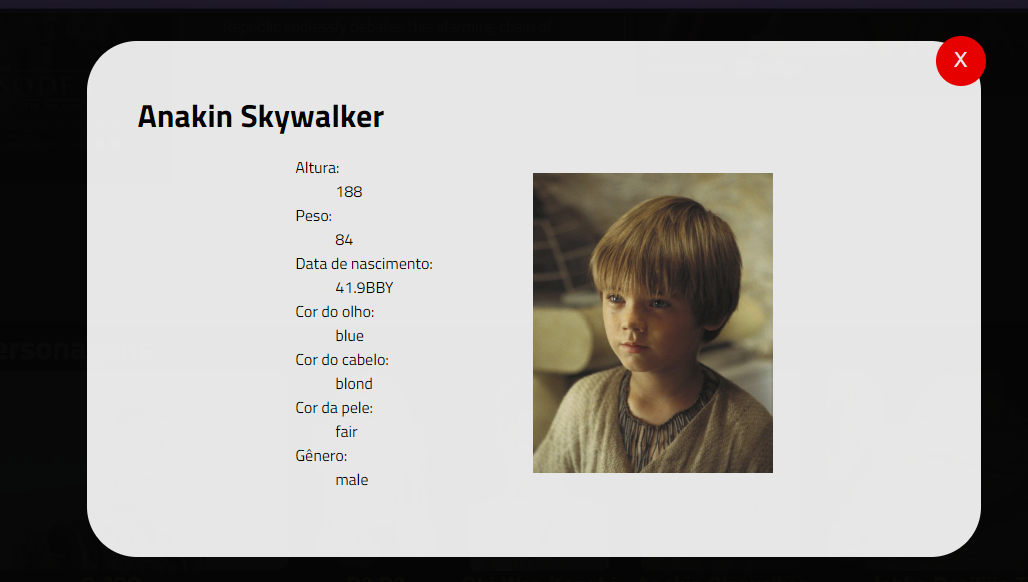 X
Anakin Skywalker
Altura:
188
Peso:
84
Data de nascimento:
41.9BBY
Cor do olho:
blue
Cor do cabelo:
blond
Cor da pele:
fair
Gênero:
male